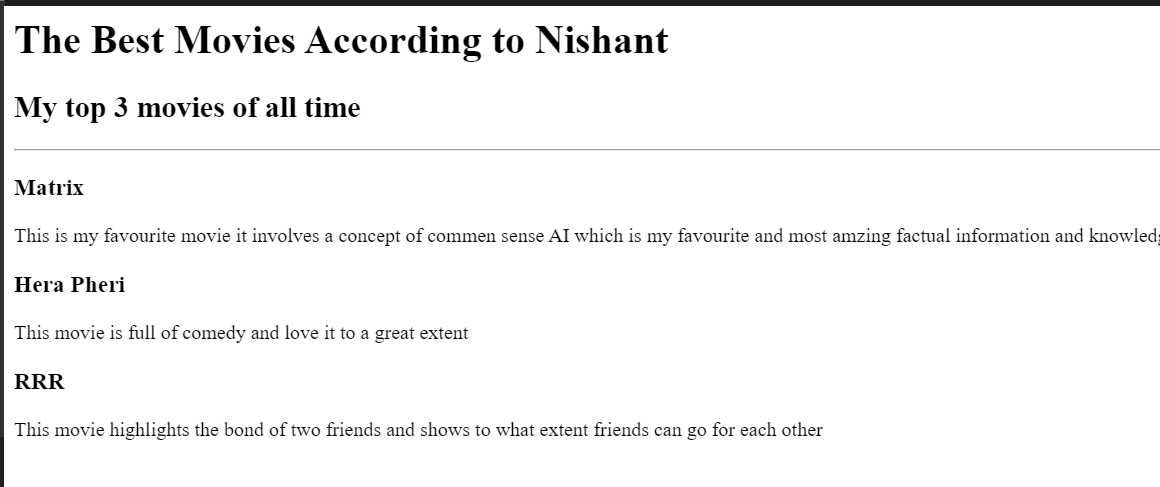 The Best Movies According to Nishant
My top 3 movies of all time
Matrix
This is my favourite movie it involves a concept of commen sense AI which is my favourite and most amzing factual information and
Hera Pheri
This movie is full of comedy and love it to a great extent
RRR
This movie highlights the bond of two friends and shows to what extent friends can go for each other